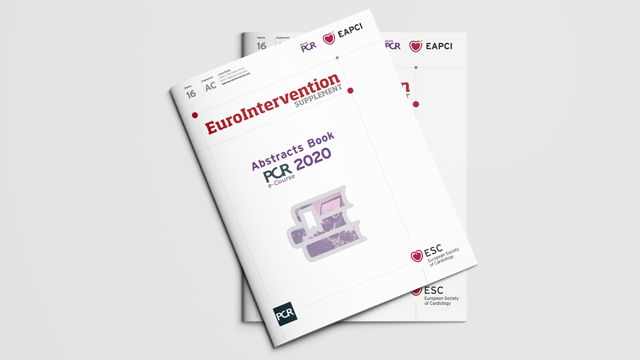 16
AC
PCR
EAPCI
EuroIntervention
SUPPLEMENT
Abstracts Book
PCR 2020
e-Course
ESC
European Society
of Cardiology
PCR
16
PCR
EAPCI
ESC
European Society
of Cardiology